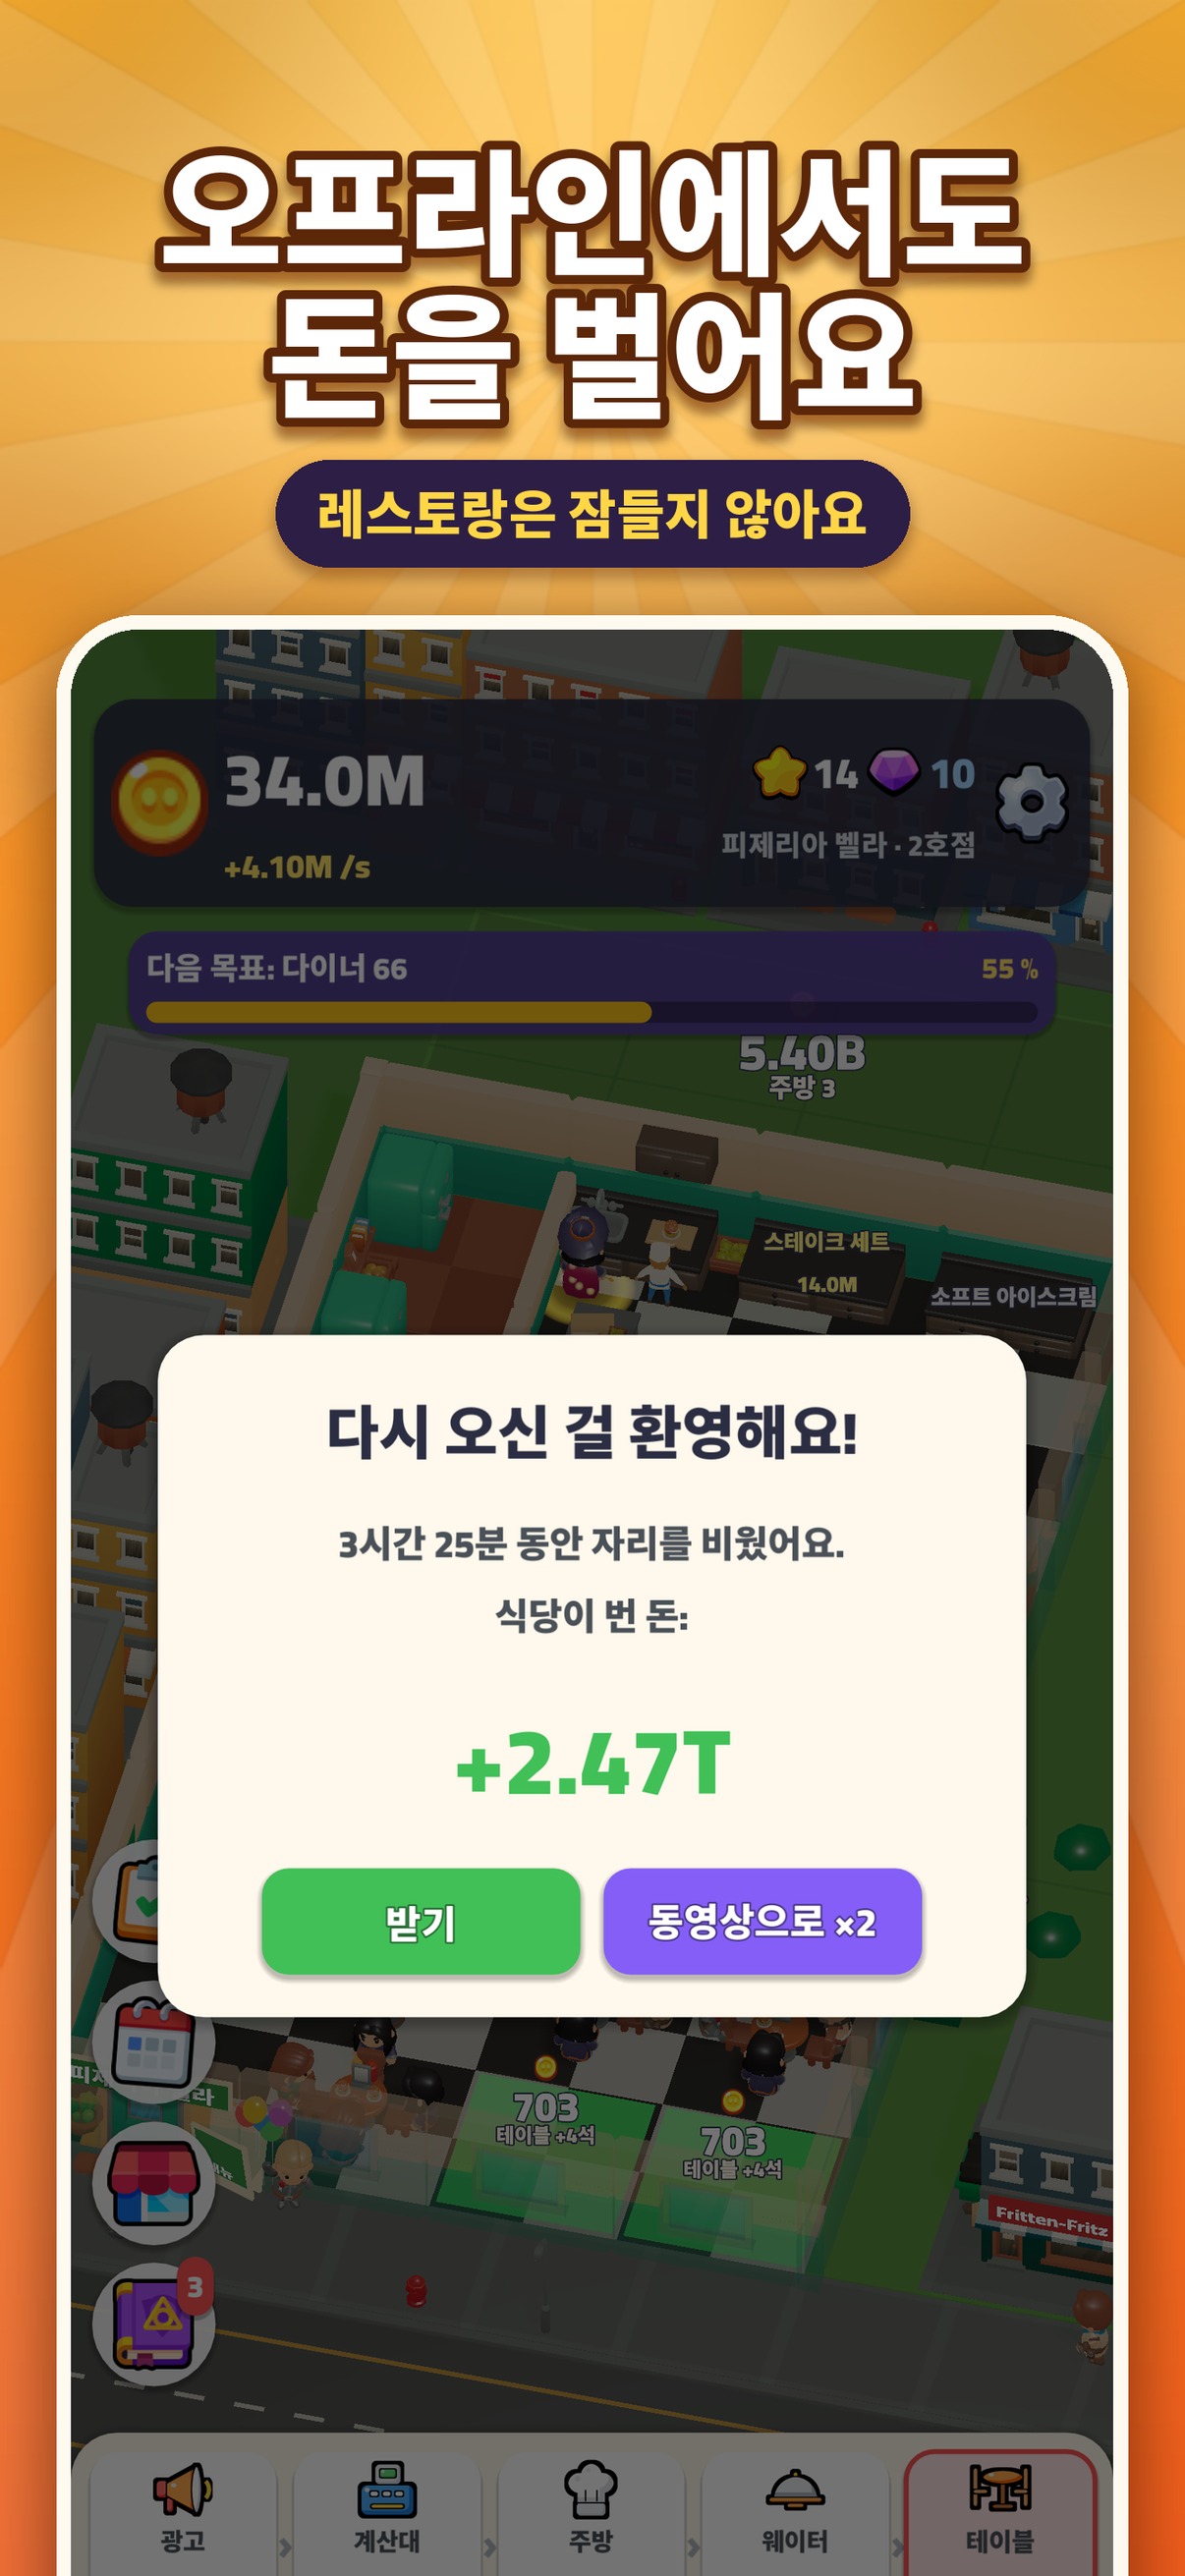 오프라인에서도
돈을 벌어요
레스토랑은 잠들지 않아요
34.0M
14 10
+4.10M /s
피제리아 벨라 · 2호점
다음 목표: 다이너 66
55 %
5.40B
주방 3
스테이크 세트
14.0M
소프트 아이스크림
다시 오신 걸 환영해요!
3시간 25분 동안 자리를 비웠어요.
식당이 번 돈:
+2.47T
받기
동영상으로 ×2
703
테이블 +4석
703
테이블 +4석
Fritten-Fritz
3
광고
계산대
주방
웨이터
테이블